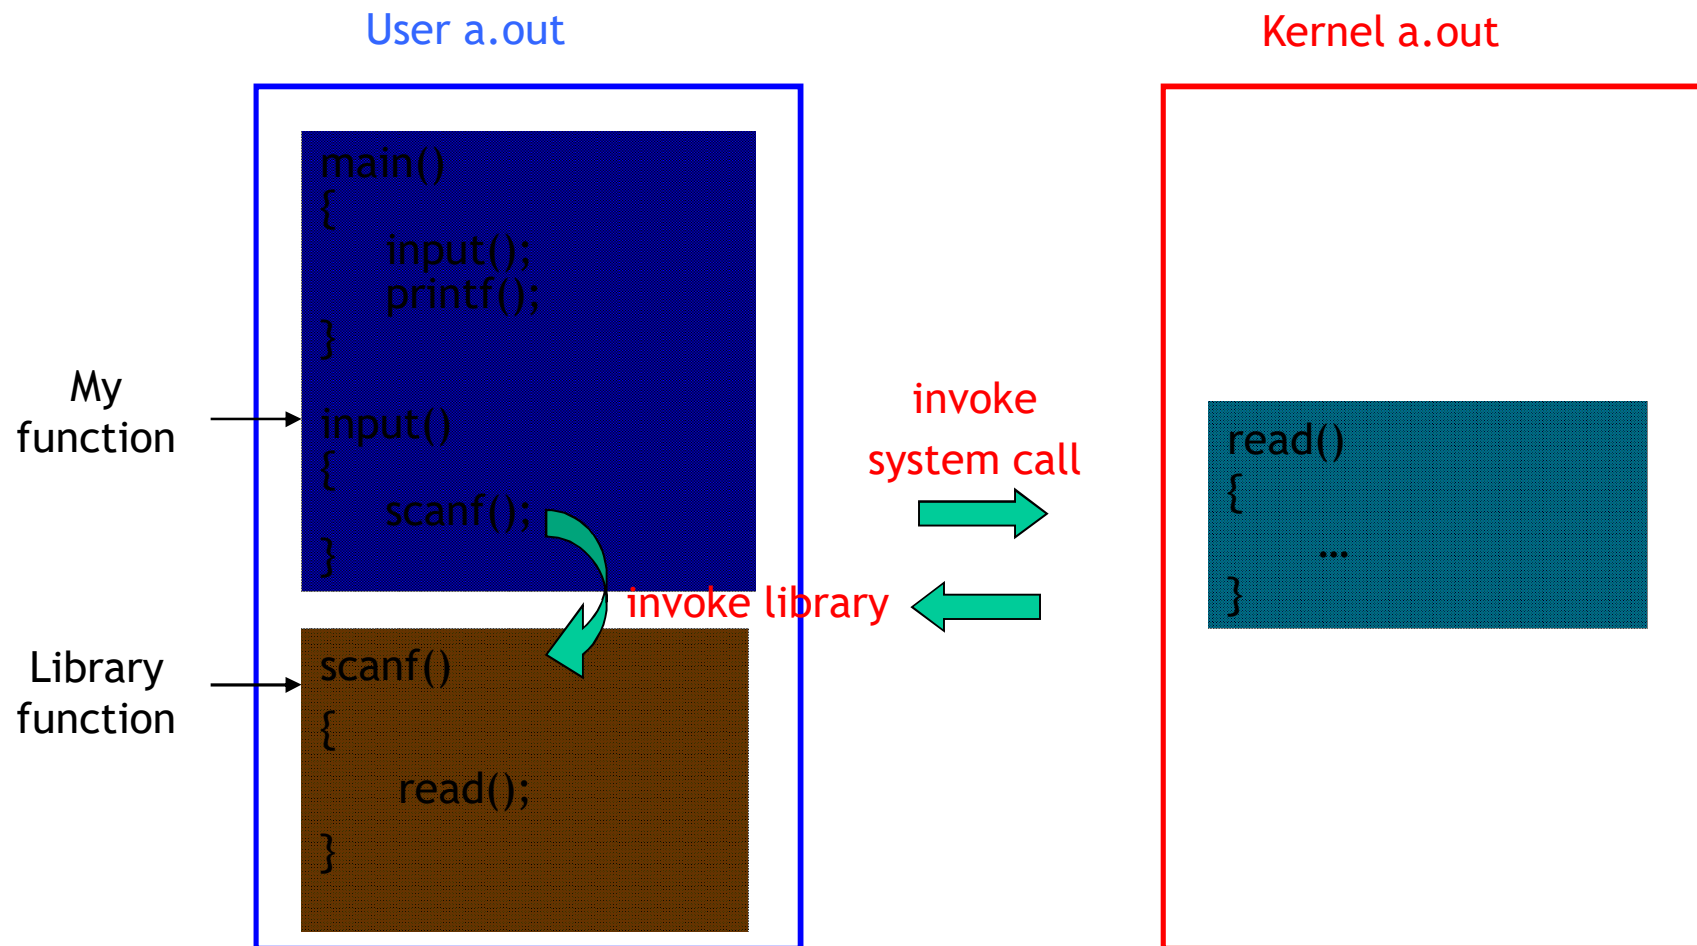 User a.out
Kernel a.out
main()
{
input();
printf();
}
My
function
input()
{
scanf();
}
invoke
system call
invoke library
read()
{
...
}
Library
function
scanf()
{
read();
}